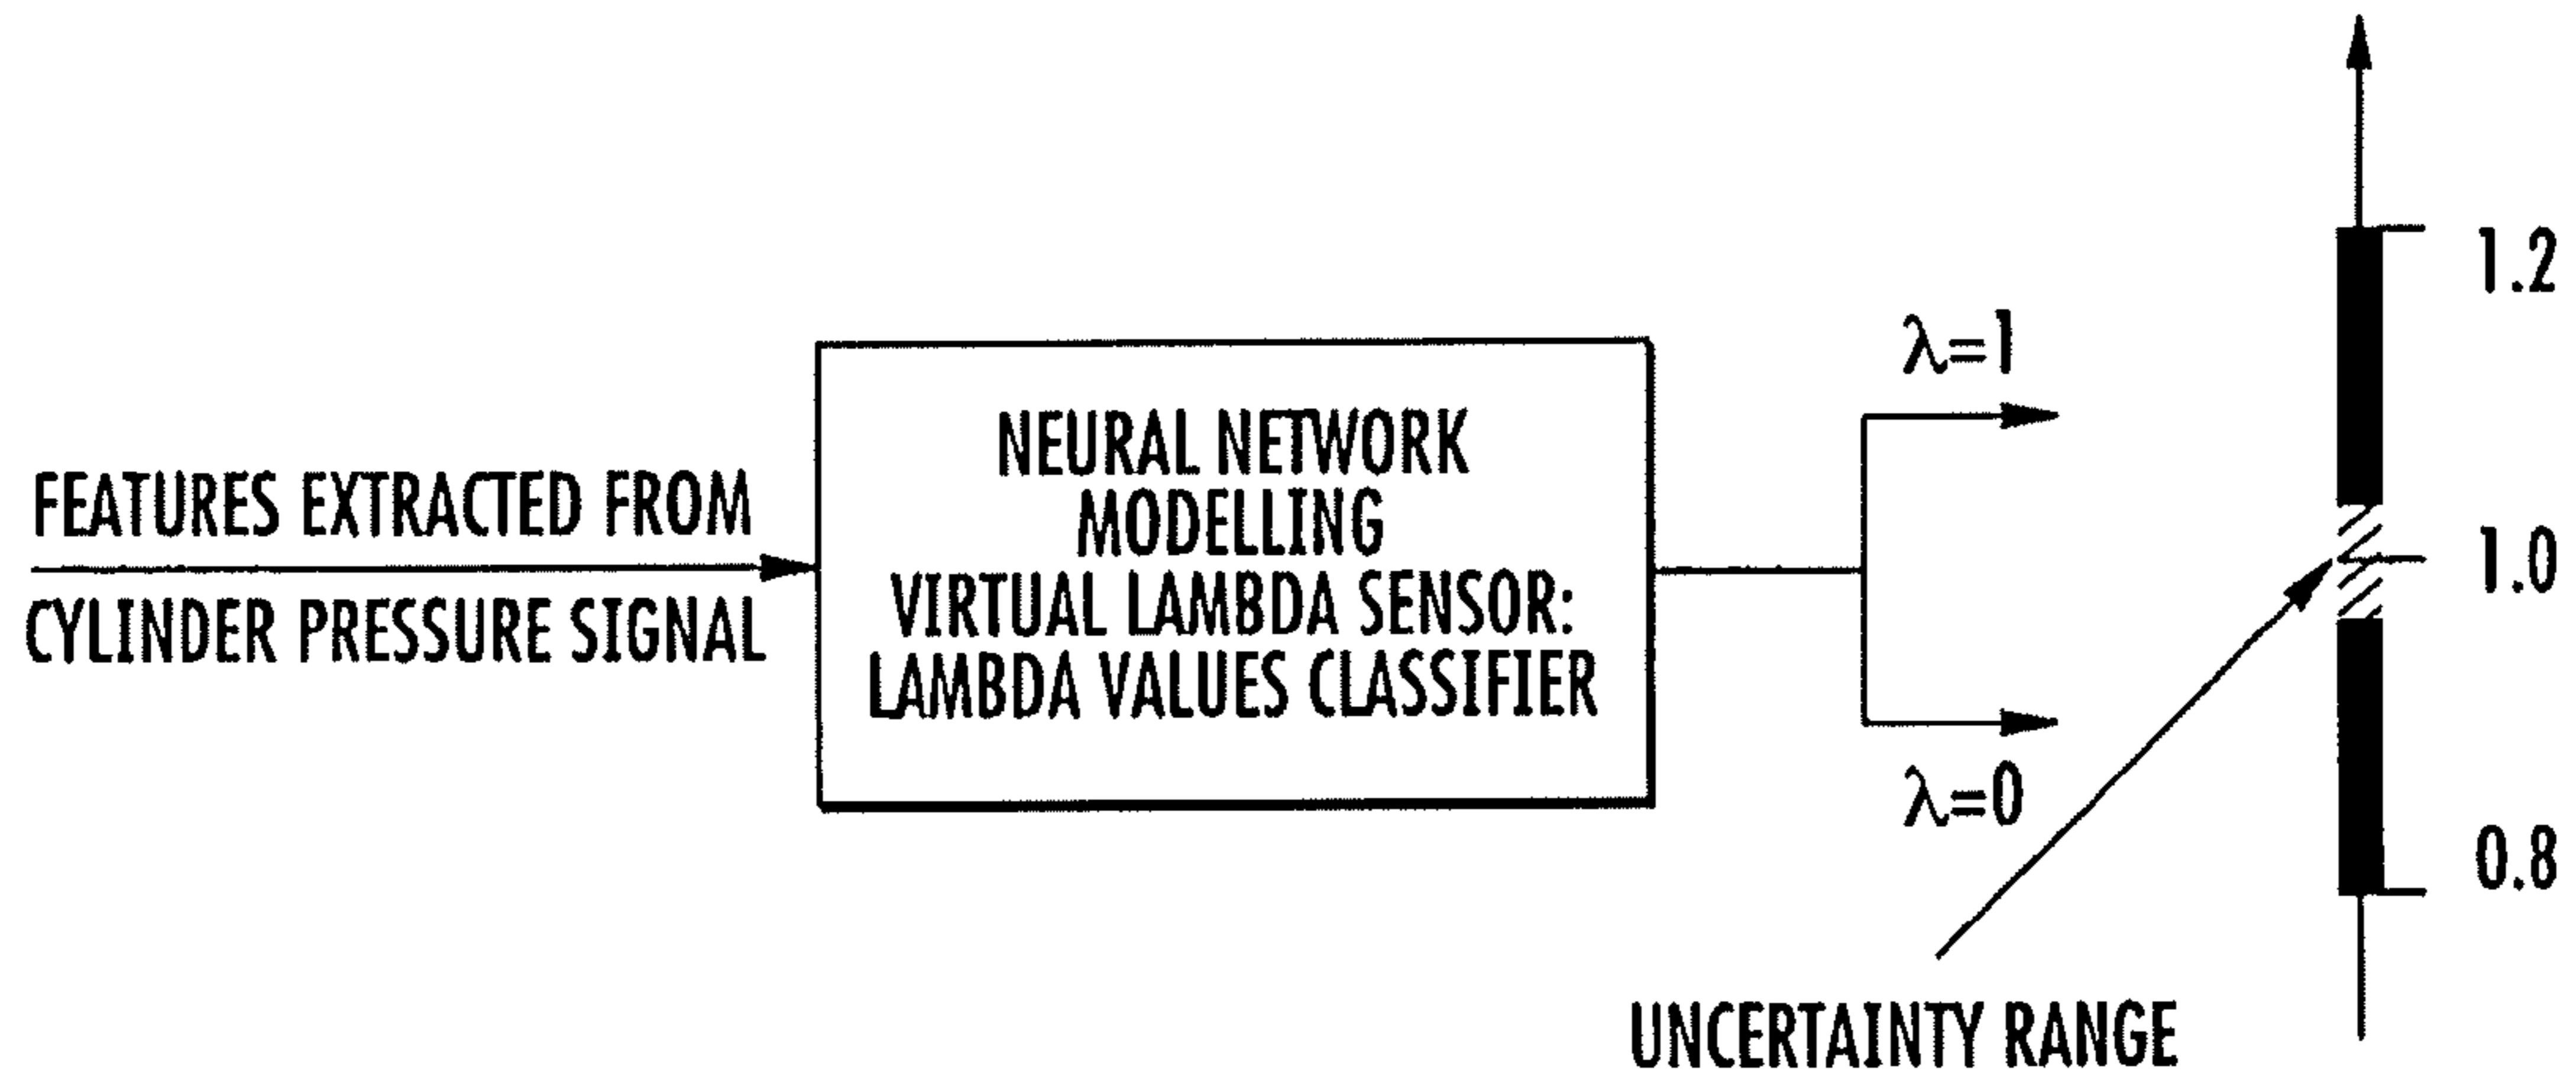 FEATURES EXTRACTED FROM
CYLINDER PRESSURE SIGNAL
NEURAL NETWORK
MODELLING
VIRTUAL LAMBDA SENSOR:
LAMBDA VALUES CLASSIFIER
λ=1
λ=0
UNCERTAINTY RANGE
1.2
1.0
0.8